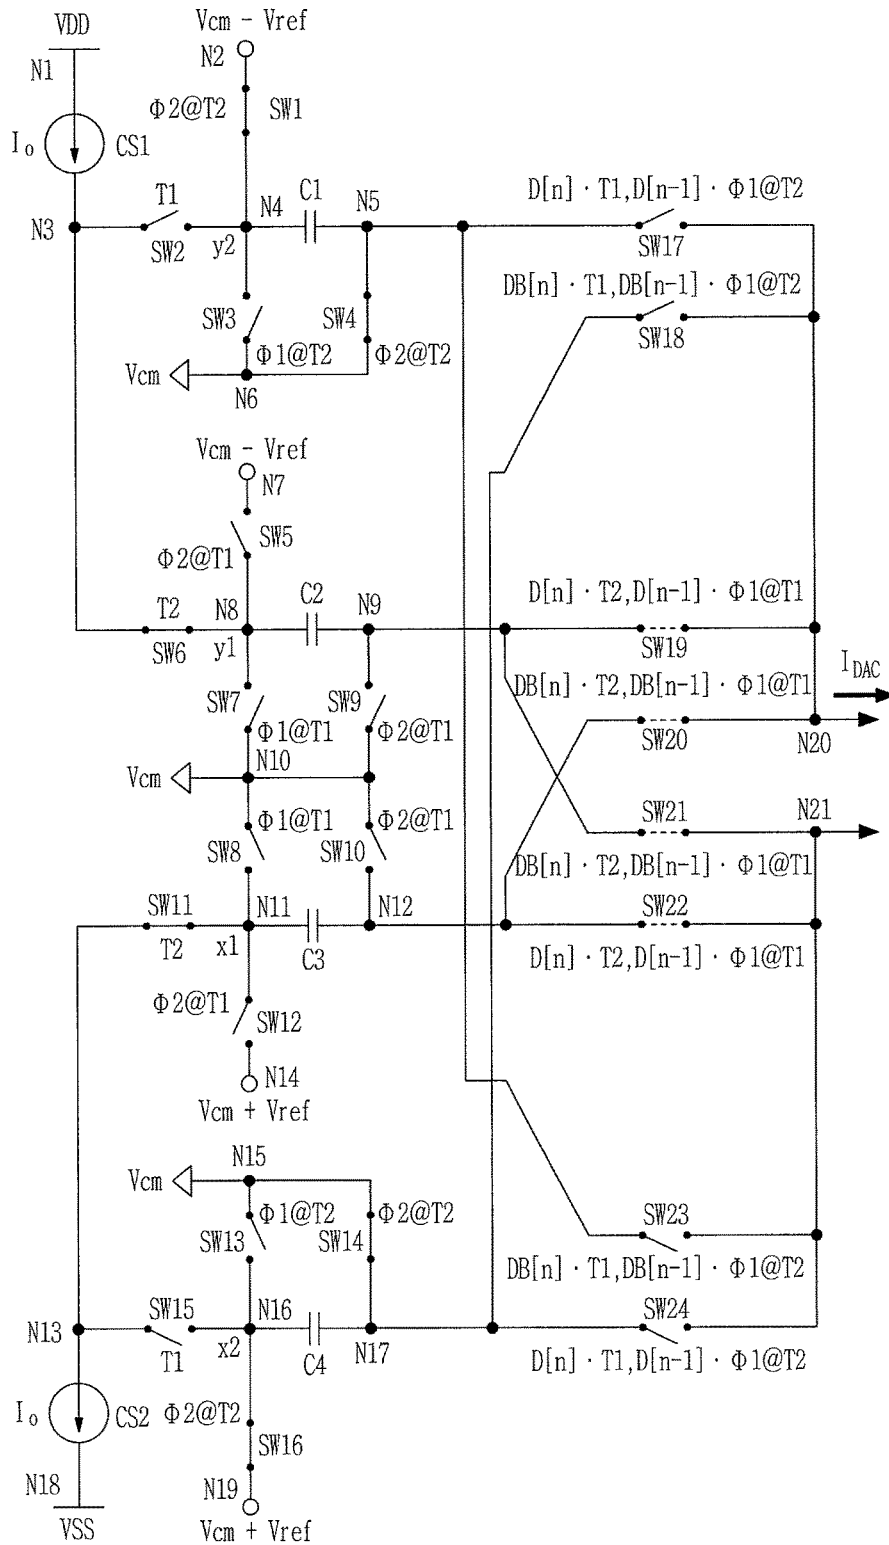 VDD
Vcm - Vref
N1
N2
Φ2@T2
SW1
I₀
CS1
D[n] · T1,D[n-1] · Φ1@T2
T1
C1
N3
N4
N5
SW2
y2
SW17
DB[n] · T1,DB[n-1] · Φ1@T2
SW3
SW4
SW18
Φ1@T2
Φ2@T2
Vcm
N6
Vcm - Vref
N7
SW5
Φ2@T1
D[n] · T2,D[n-1] · Φ1@T1
T2
N8
C2
N9
SW6
y1
SW19
I_DAC
DB[n] · T2,DB[n-1] · Φ1@T1
SW7
SW9
Φ1@T1
Φ2@T1
SW20
N20
N10
Vcm
SW21
N21
Φ1@T1
Φ2@T1
SW8
SW10
DB[n] · T2,DB[n-1] · Φ1@T1
SW11
N11
N12
SW22
T2
x1
C3
D[n] · T2,D[n-1] · Φ1@T1
Φ2@T1
SW12
N14
Vcm + Vref
N15
Vcm
Φ1@T2
Φ2@T2
SW23
SW13
SW14
DB[n] · T1,DB[n-1] · Φ1@T2
SW15
N16
SW24
N13
T1
x2
C4
N17
D[n] · T1,D[n-1] · Φ1@T2
I₀
CS2
Φ2@T2
SW16
N18
N19
VSS
Vcm + Vref